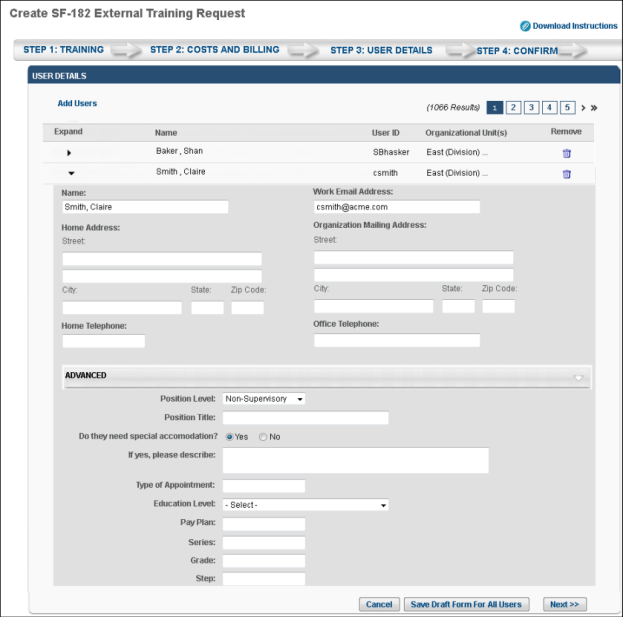 Create SF-182 External Training Request
Download Instructions
STEP 1: TRAINING STEP 2: COSTS AND BILLING STEP 3: USER DETAILS STEP 4: CONFIRM
USER DETAILS
Add Users
(1066 Results) 1 2 3 4 5 > »
Expand Name User ID Organizational Unit(s) Remove
Baker , Shan SBhasker East (Division) ...
Smith , Claire csmith East (Division) ...
Name: Work Email Address:
Smith, Claire csmith@acme.com
Home Address: Organization Mailing Address:
Street: Street:
City: State: Zip Code: City: State: Zip Code:
Home Telephone: Office Telephone:
ADVANCED
Position Level: Non-Supervisory
Position Title:
Do they need special accomodation? Yes No
If yes, please describe:
Type of Appointment:
Education Level: - Select -
Pay Plan:
Series:
Grade:
Step:
Cancel Save Draft Form For All Users Next >>